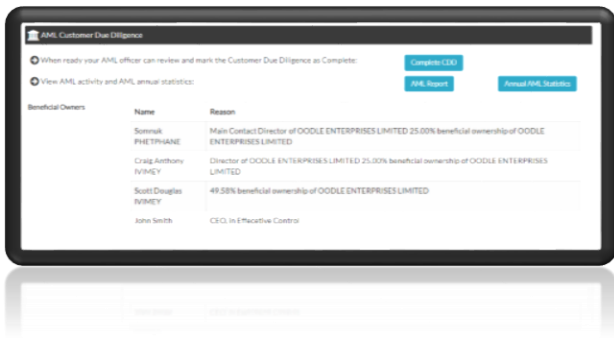 AML Customer Due Diligence
When ready your AML officer can review and mark the Customer Due Diligence as Complete:
Complete CDD
View AML activity and AML annual statistics:
AML Report
Annual AML Statistics
Beneficial Owners
Name
Reason
Somnuk PHETPHANE
Main Contact Director of OODLE ENTERPRISES LIMITED 25.00% beneficial ownership of OODLE
ENTERPRISES LIMITED
Craig Anthony
IVIMEY
Director of OODLE ENTERPRISES LIMITED 25.00% beneficial ownership of OODLE ENTERPRISES
LIMITED
Scott Douglas
IVIMEY
49.58% beneficial ownership of OODLE ENTERPRISES LIMITED
John Smith
CEO, In Effecative Control